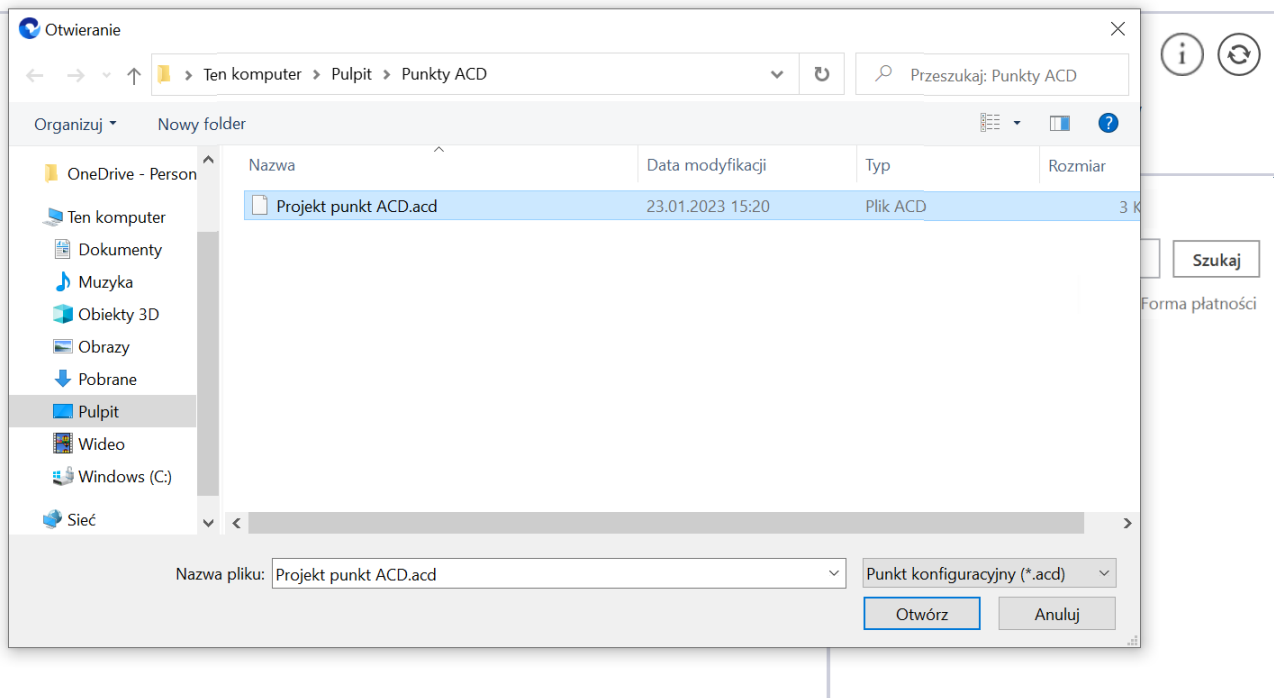 Otwieranie
Ten komputer > Pulpit > Punkty ACD
Przeszukaj: Punkty ACD
Organizuj
Nowy folder
Nazwa
Data modyfikacji
Typ
Rozmiar
Projekt punkt ACD.acd
23.01.2023 15:20
Plik ACD
3 K
OneDrive - Person
Ten komputer
Dokumenty
Muzyka
Obiekty 3D
Obrazy
Pobrane
Pulpit
Wideo
Windows (C:)
Sieć
Szukaj
Forma płatności
Nazwa pliku:
Projekt punkt ACD.acd
Punkt konfiguracyjny (*.acd)
Otwórz
Anuluj